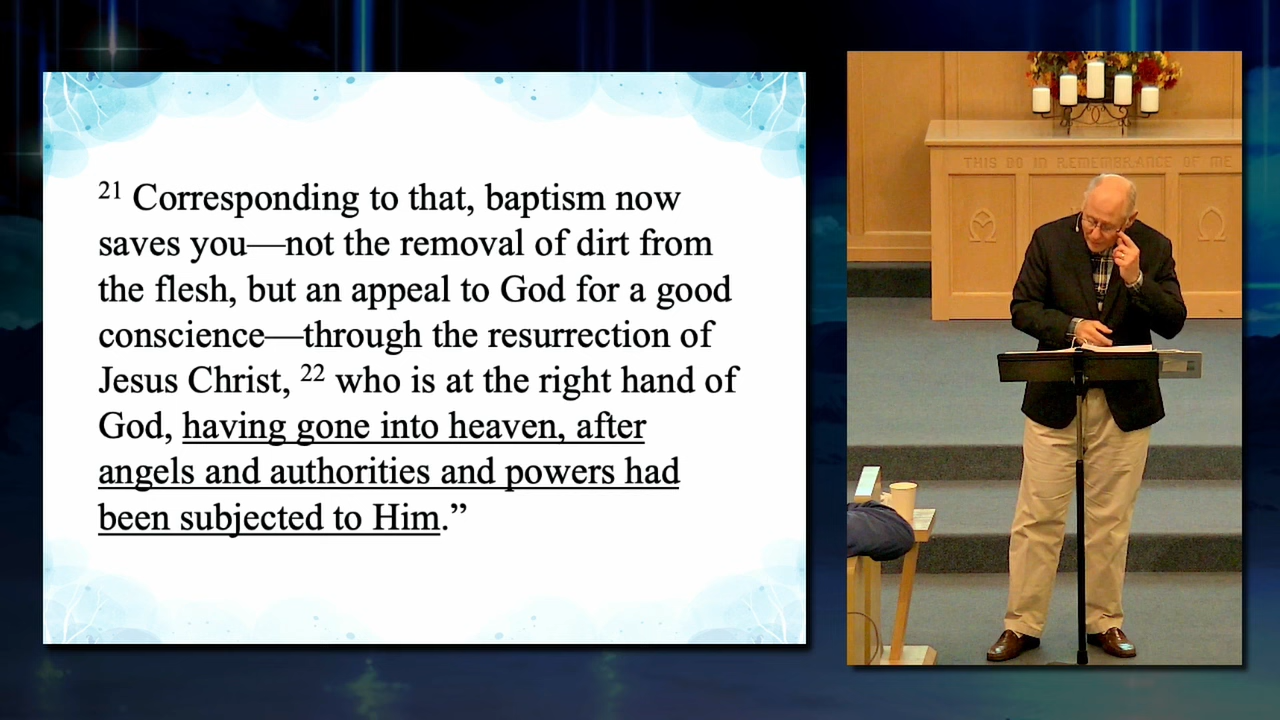 21 Corresponding to that, baptism now
saves you—not the removal of dirt from
the flesh, but an appeal to God for a good
conscience—through the resurrection of
Jesus Christ, 22 who is at the right hand of
God, having gone into heaven, after
angels and authorities and powers had
been subjected to Him.”
THIS DO IN REMEMBRANCE OF ME